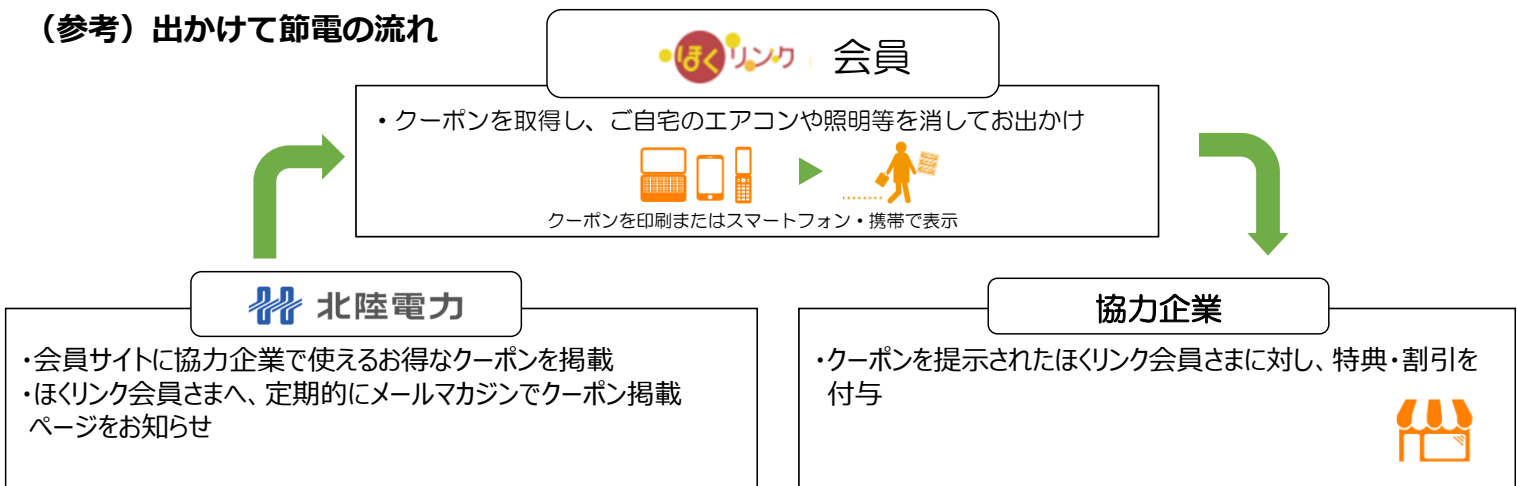 （参考）出かけて節電の流れ
ほくリンク 会員
・クーポンを取得し、ご自宅のエアコンや照明等を消してお出かけ
クーポンを印刷またはスマートフォン・携帯で表示
北陸電力
・会員サイトに協力企業で使えるお得なクーポンを掲載
・ほくリンク会員さまへ、定期的にメールマカジンでクーポン掲載
ページをお知らせ
協力企業
・クーポンを提示されたほくリンク会員さまに対し、特典・割引を
付与